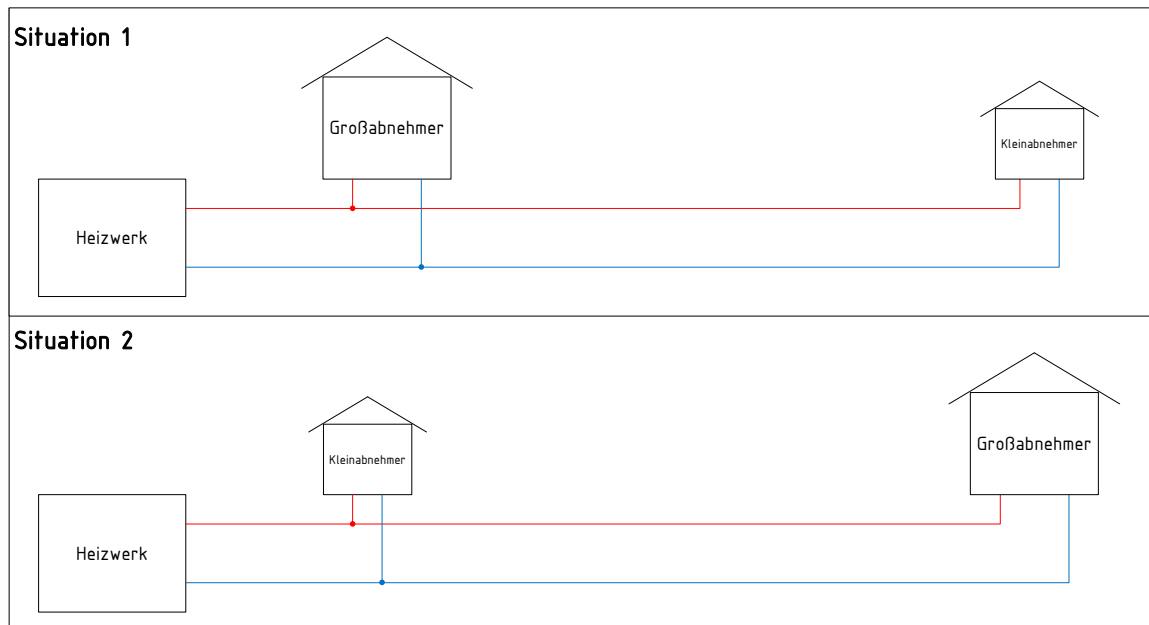 Situation 1
Großabnehmer
Kleinabnehmer
Heizwerk
Situation 2
Großabnehmer
Kleinabnehmer
Heizwerk